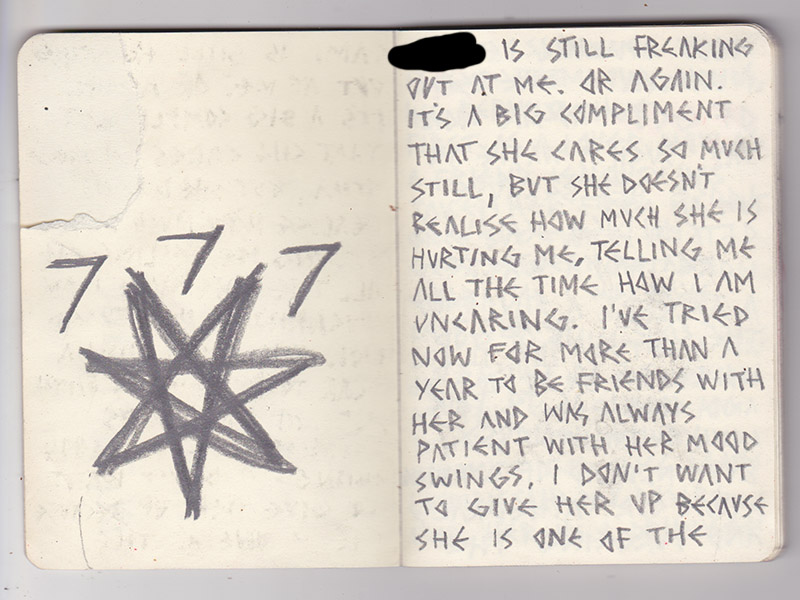 7 7 7
IS STILL FREAKING
OUT AT ME. OR AGAIN.
IT'S A BIG COMPLIMENT
THAT SHE CARES SO MUCH
STILL, BUT SHE DOESN'T
REALISE HOW MUCH SHE IS
HURTING ME, TELLING ME
ALL THE TIME HOW I AM
UNCARING. I'VE TRIED
NOW FOR MORE THAN A
YEAR TO BE FRIENDS WITH
HER AND WAS ALWAYS
PATIENT WITH HER MOOD
SWINGS. I DON'T WANT
TO GIVE HER UP BECAUSE
SHE IS ONE OF THE